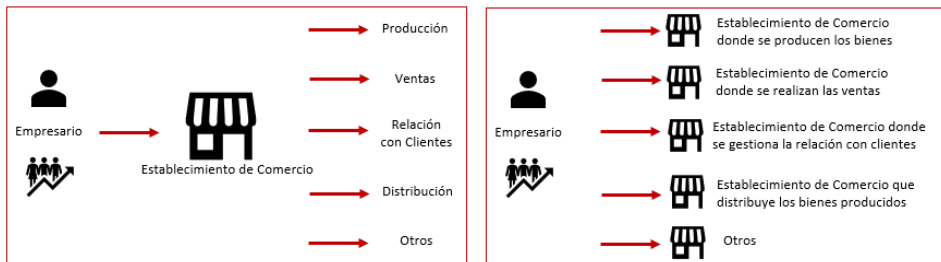 Empresario
Establecimiento de Comercio
Producción
Ventas
Relación
con Clientes
Distribución
Otros
Empresario
Establecimiento de Comercio
donde se producen los bienes
Establecimiento de Comercio
donde se realizan las ventas
Establecimiento de Comercio donde
se gestiona la relación con clientes
Establecimiento de Comercio que
distribuye los bienes producidos
Otros